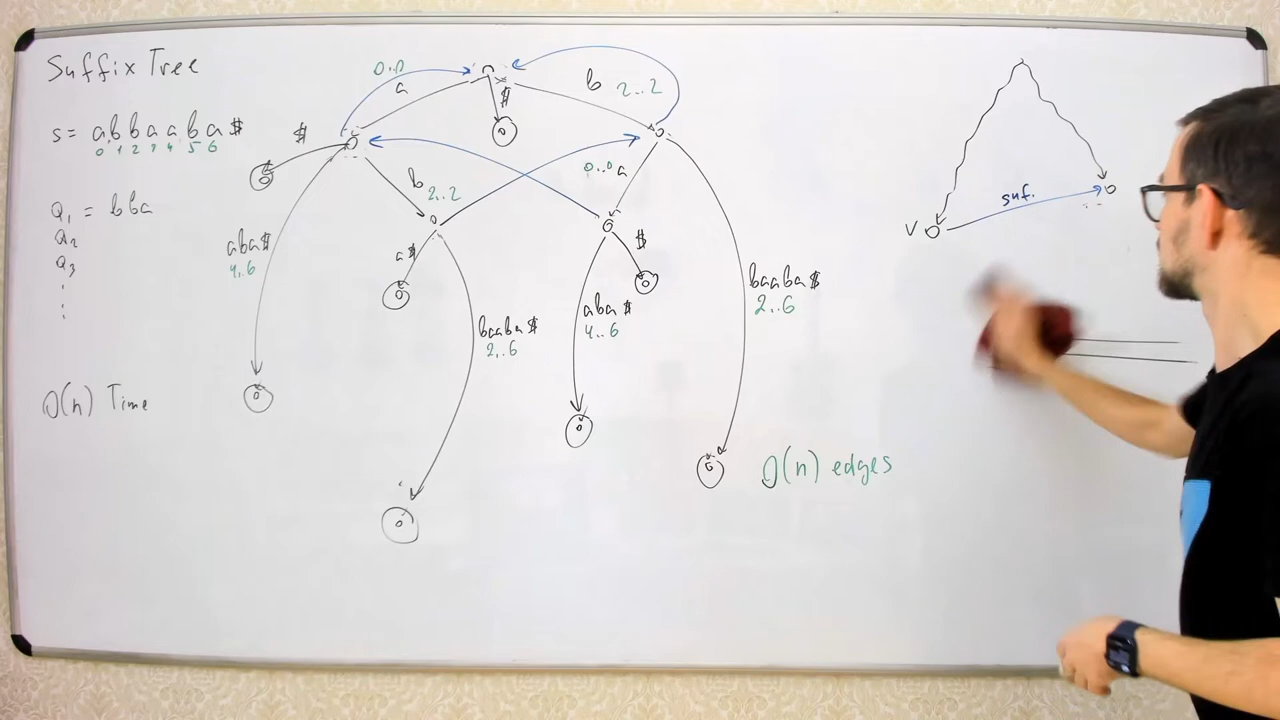 Suffix Tree
s = abbaaba$
0 1 2 3 4 5 6
Q1 = bba
Q2
Q3
O(n) Time
0..0
a
$
b 2..2
$
b
2..2
0..0 a
aba$
4..6
a$
baaba$
2..6
$
aba$
4..6
baaba$
2..6
O(n) edges
V
suf.